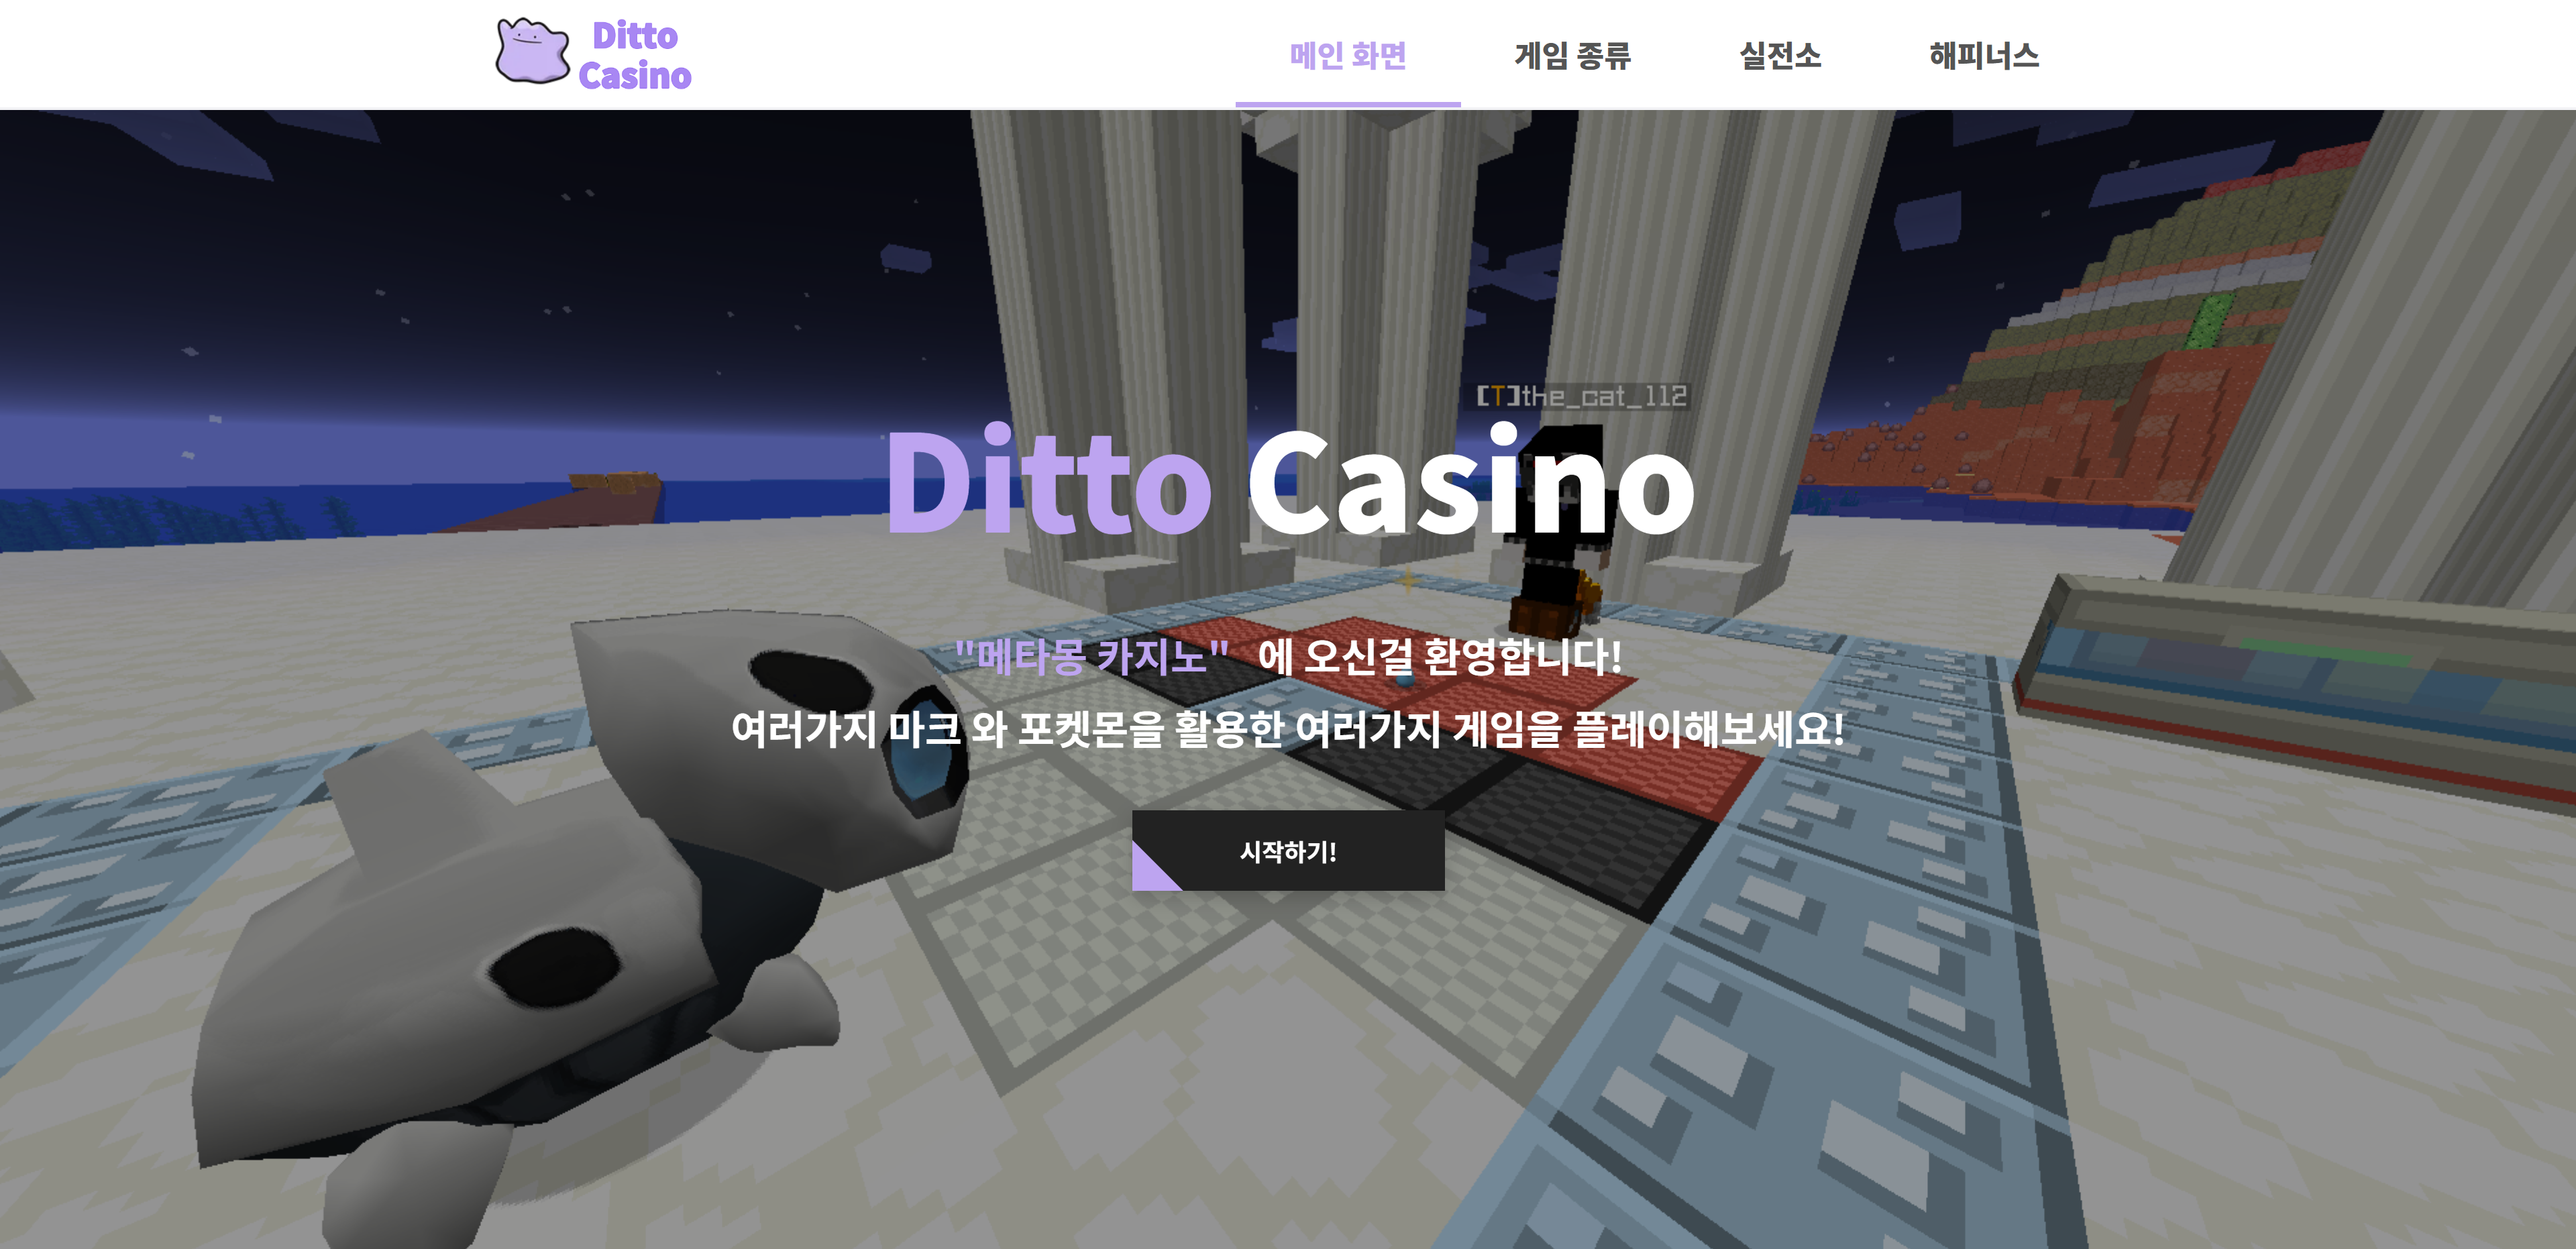 Ditto
Casino
메인 화면
게임 종류
실전소
해피너스
[T]the_cat_112
Ditto Casino
"메타몽 카지노" 에 오신걸 환영합니다!
여러가지 마크 와 포켓몬을 활용한 여러가지 게임을 플레이해보세요!
시작하기!